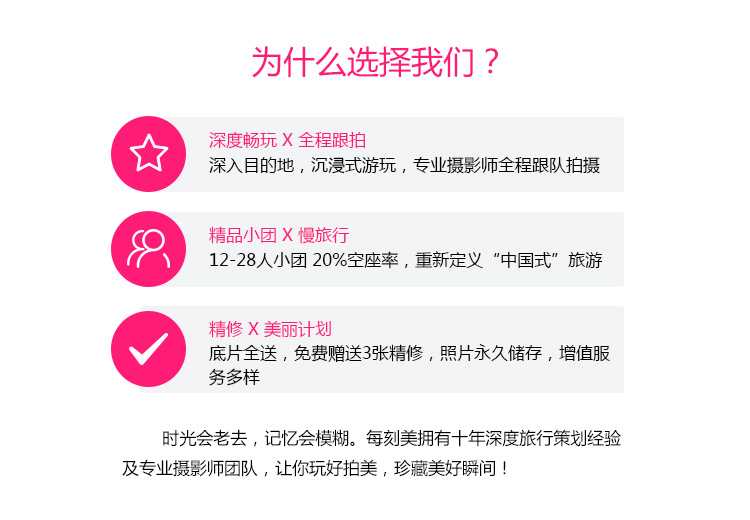 为什么选择我们？
深度畅玩 X 全程跟拍
深入目的地，沉浸式游玩，专业摄影师全程跟队拍摄
精品小团 X 慢旅行
12-28人小团 20%空座率，重新定义“中国式”旅游
精修 X 美丽计划
底片全送，免费赠送3张精修，照片永久储存，增值服
务多样
时光会老去，记忆会模糊。每刻美拥有十年深度旅行策划经验
及专业摄影师团队，让你玩好拍美，珍藏美好瞬间！